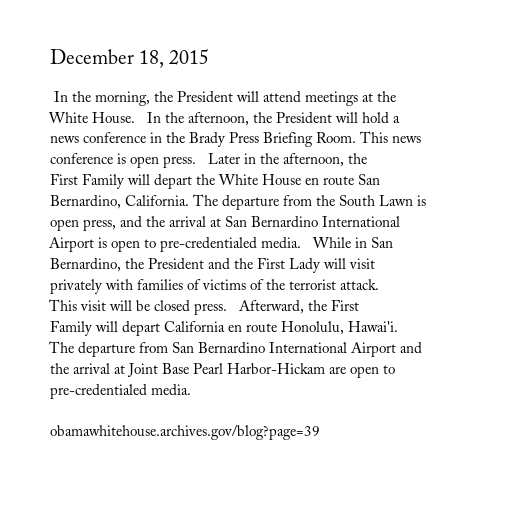 December 18, 2015
In the morning, the President will attend meetings at the
White House.   In the afternoon, the President will hold a
news conference in the Brady Press Briefing Room. This news
conference is open press.   Later in the afternoon, the
First Family will depart the White House en route San
Bernardino, California. The departure from the South Lawn is
open press, and the arrival at San Bernardino International
Airport is open to pre-credentialed media.   While in San
Bernardino, the President and the First Lady will visit
privately with families of victims of the terrorist attack.
This visit will be closed press.   Afterward, the First
Family will depart California en route Honolulu, Hawai'i.
The departure from San Bernardino International Airport and
the arrival at Joint Base Pearl Harbor-Hickam are open to
pre-credentialed media.
obamawhitehouse.archives.gov/blog?page=39